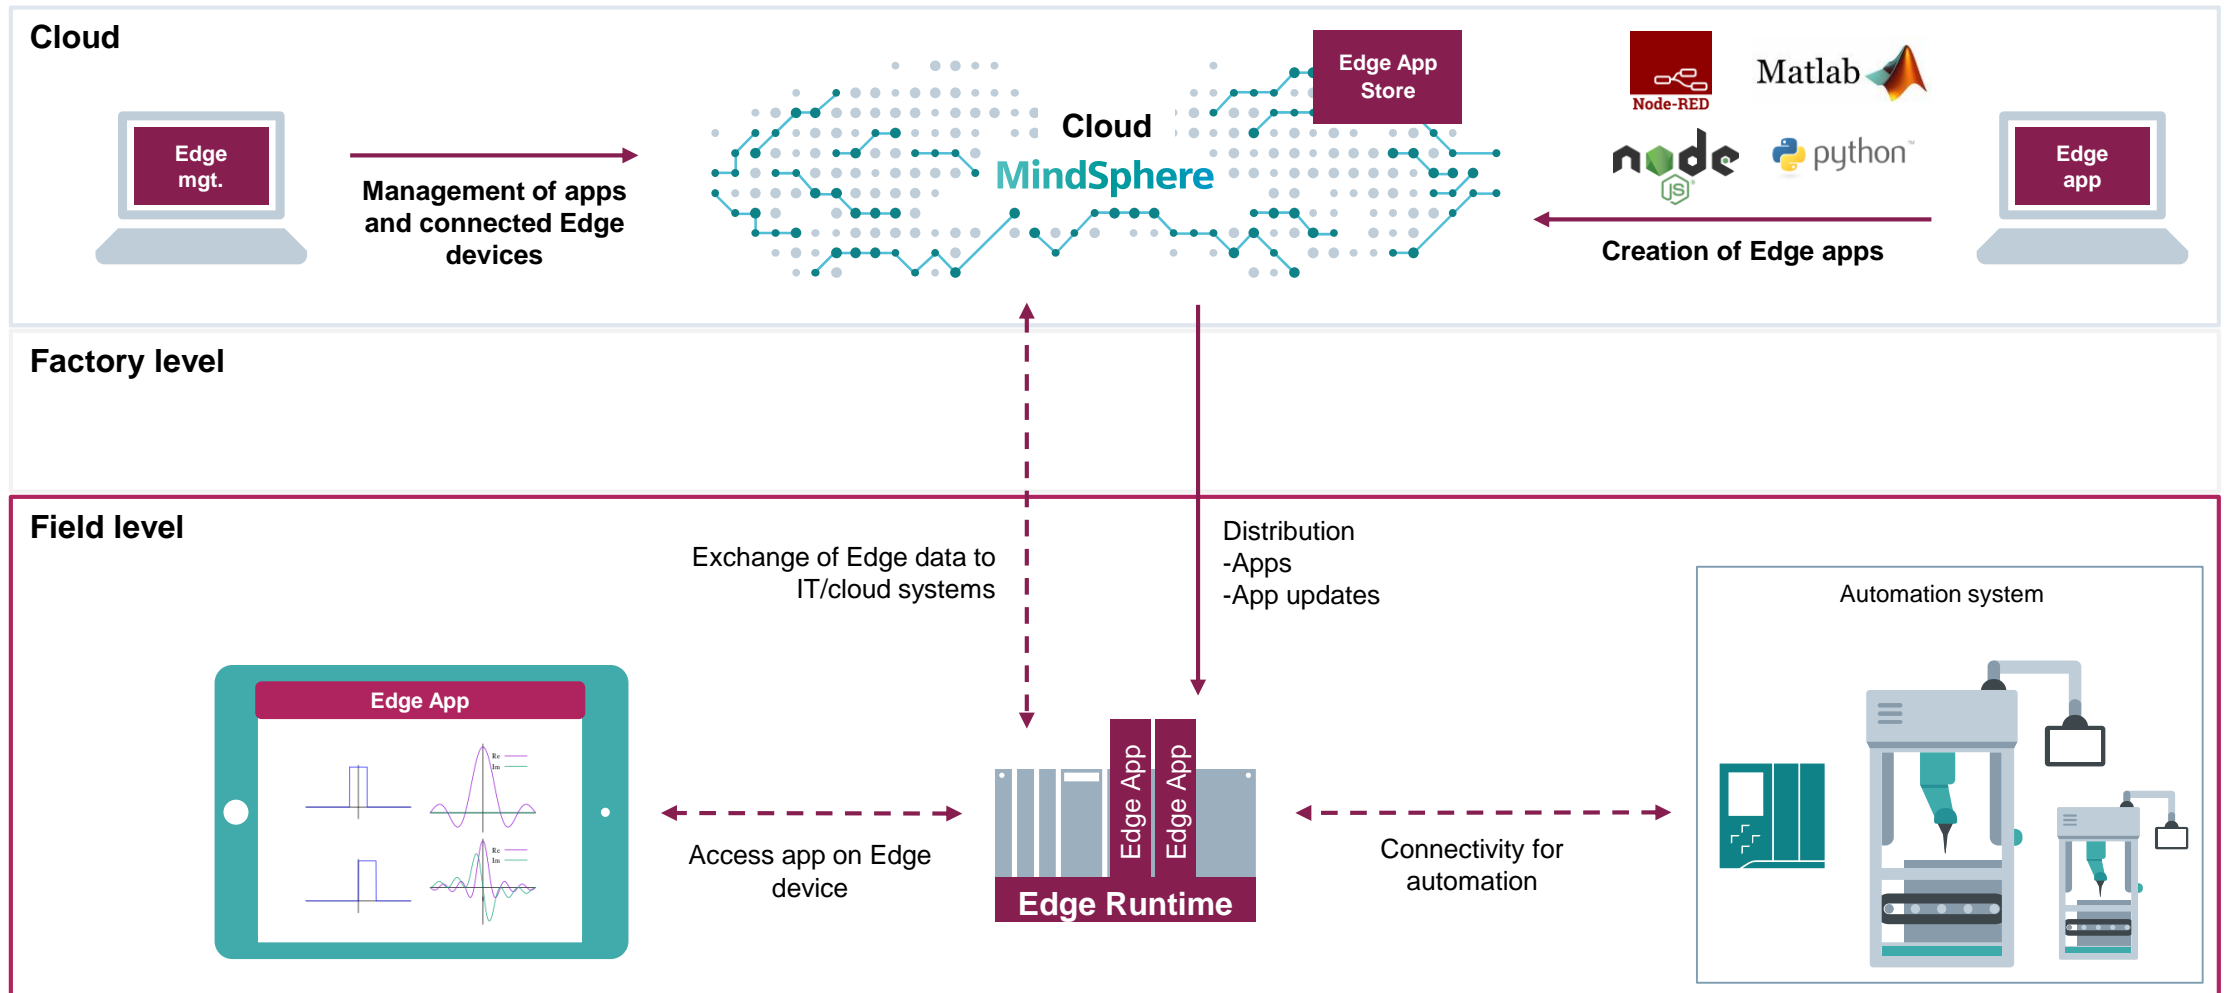 Cloud
Edge
mgt.
Management of apps
and connected Edge
devices
Cloud
MindSphere
Edge App
Store
Node-RED
Matlab
node
JS
python™
Edge
app
Creation of Edge apps
Factory level
Field level
Exchange of Edge data to
IT/cloud systems
Distribution
-Apps
-App updates
Edge App
Re
Im
Re
Im
Access app on Edge
device
Edge App
Edge App
Edge Runtime
Connectivity for
automation
Automation system